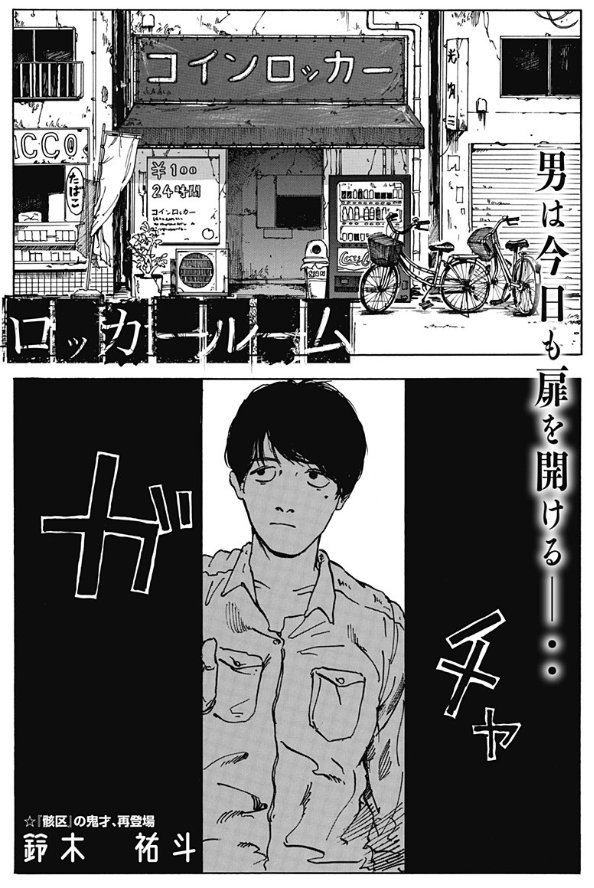 コインロッカー
ACCO
たばこ
¥100
24時間
コインロッカー
男は今日も扉を開ける──‥
ロッカールーム
ガ
チャ
☆『骸区』の鬼才、再登場
鈴木 祐斗